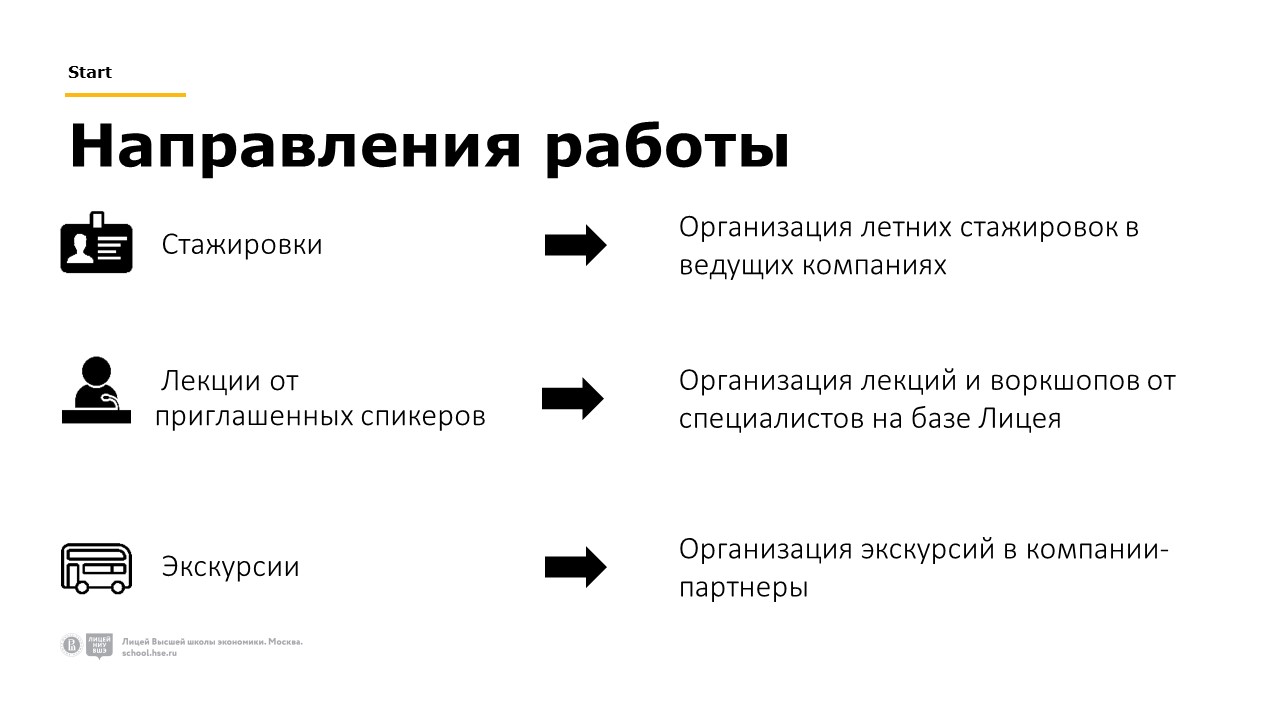 Start
Направления работы
Стажировки
Организация летних стажировок в
ведущих компаниях
Лекции от
приглашенных спикеров
Организация лекций и воркшопов от
специалистов на базе Лицея
Экскурсии
Организация экскурсий в компании-
партнеры
ЛИЦЕЙ
НИУ
ВШЭ
Лицей Высшей школы экономики. Москва.
school.hse.ru